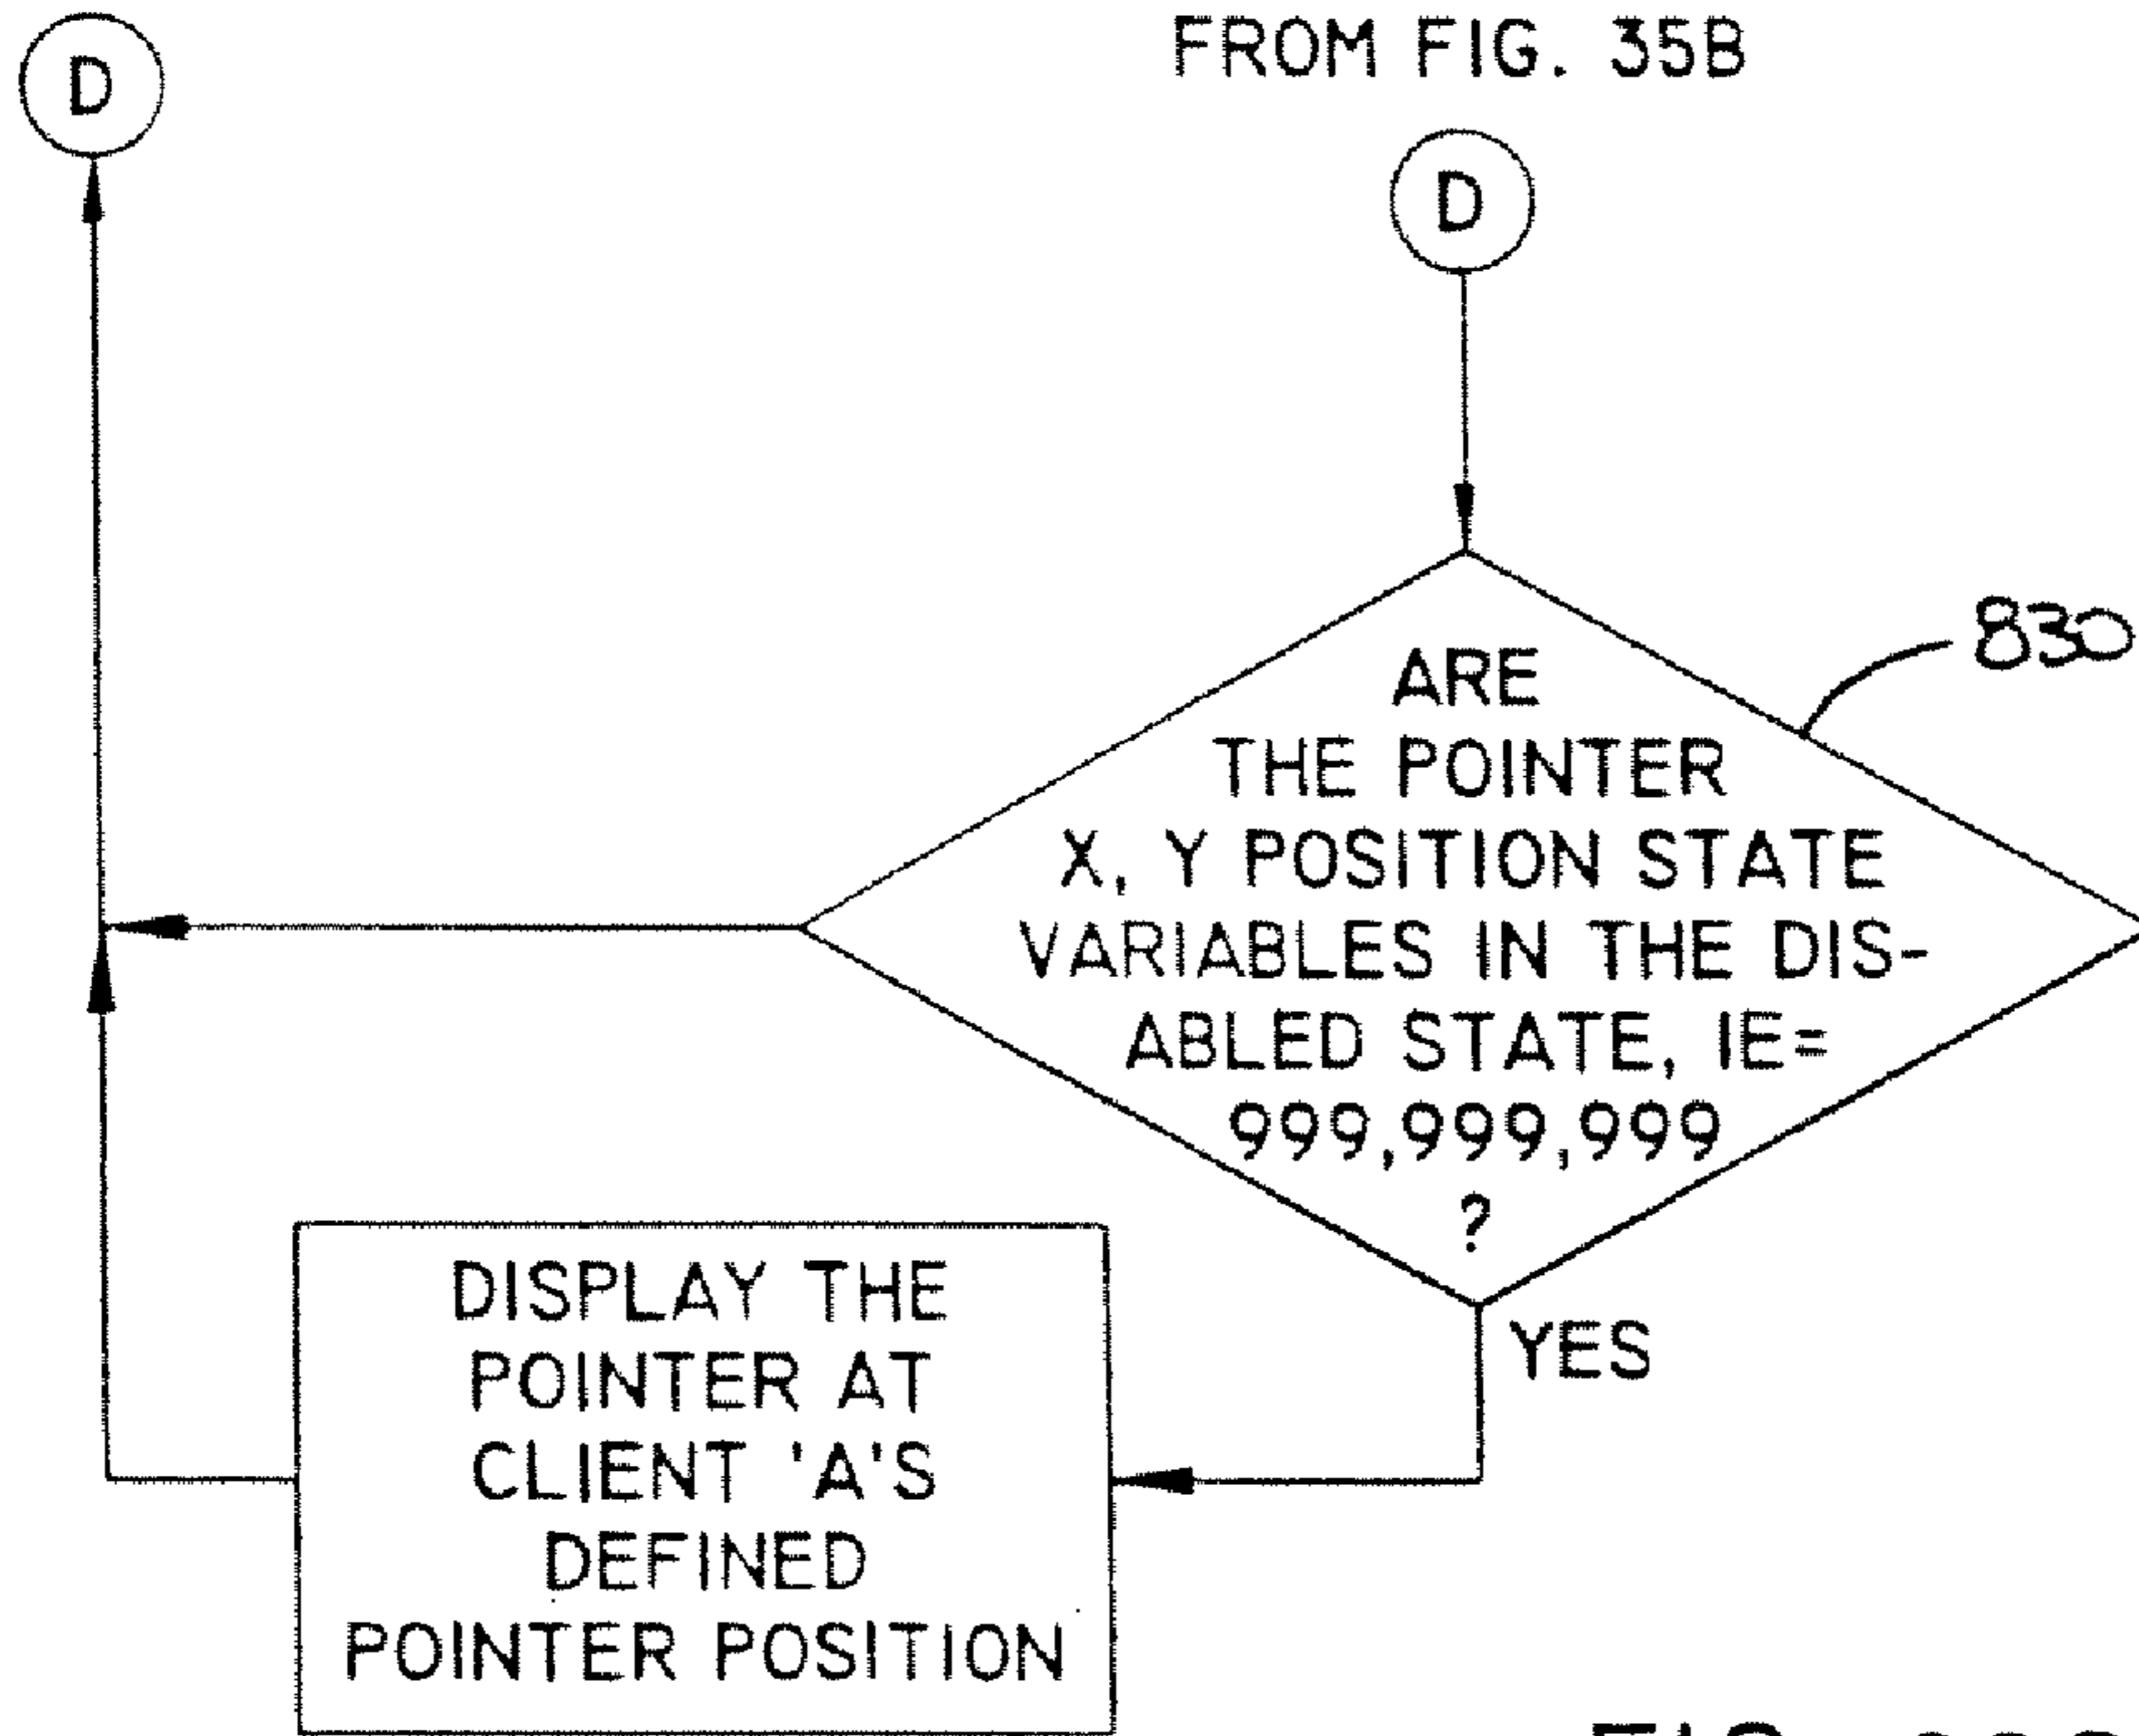 D
FROM FIG. 35B
D
830
ARE
THE POINTER
X, Y POSITION STATE
VARIABLES IN THE DIS-
ABLED STATE, IE=
999,999,999
?
YES
DISPLAY THE
POINTER AT
CLIENT 'A'S
DEFINED
POINTER POSITION